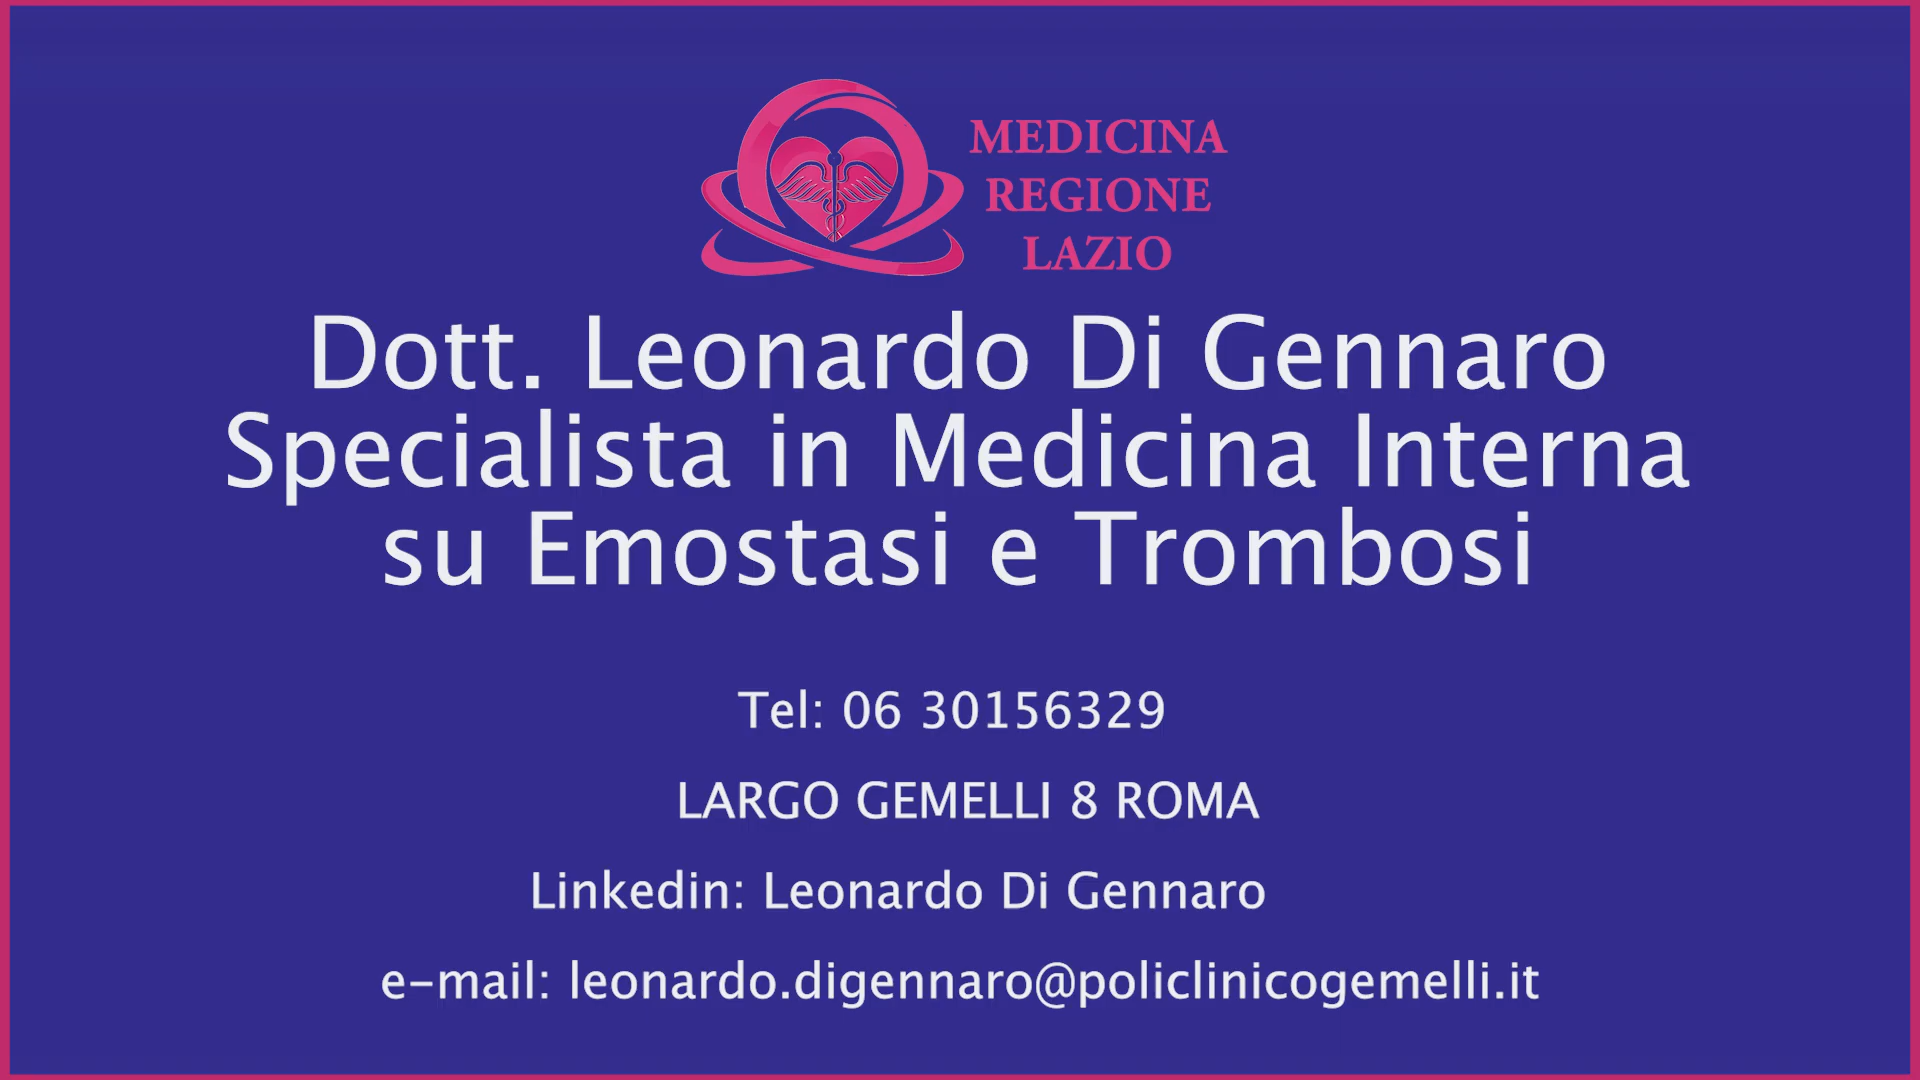 MEDICINA
REGIONE
LAZIO
Dott. Leonardo Di Gennaro
Specialista in Medicina Interna
su Emostasi e Trombosi
Tel: 06 30156329
LARGO GEMELLI 8 ROMA
Linkedin: Leonardo Di Gennaro
e-mail: leonardo.digennaro@policlinicogemelli.it